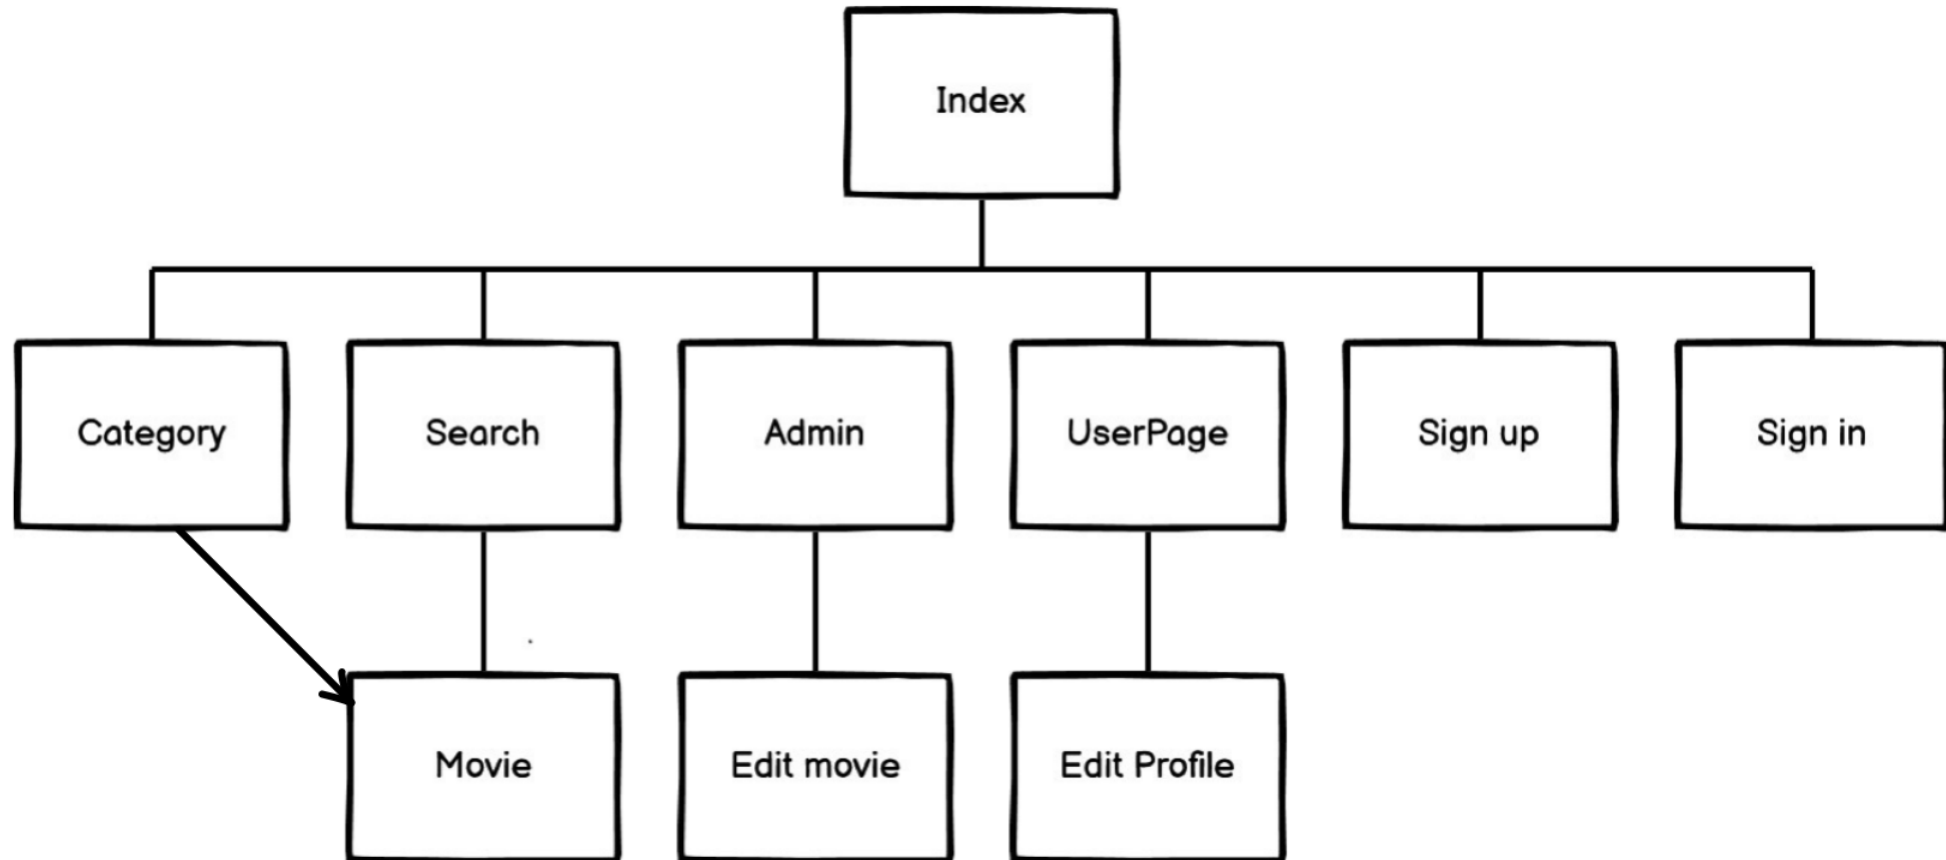 Index
Category
Search
Admin
UserPage
Sign up
Sign in
Movie
Edit movie
Edit Profile